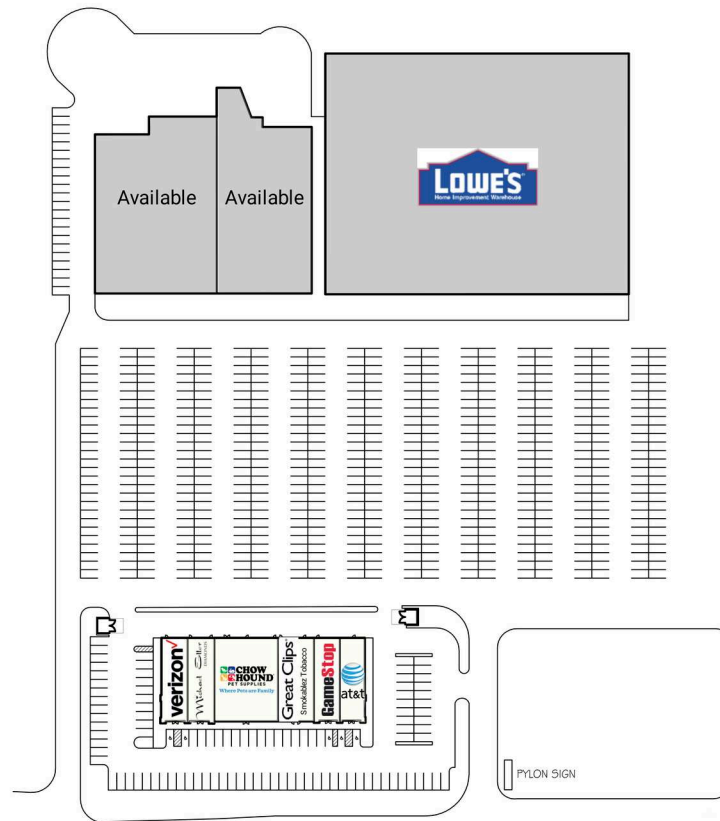 Available
Available
LOWE'S
Home Improvement Warehouse
verizon
CHOW
HOUND
PET SUPPLIES
Where Pets are Family
Great Clips
Smokablez Tobacco
GameStop
at&t
PYLON SIGN